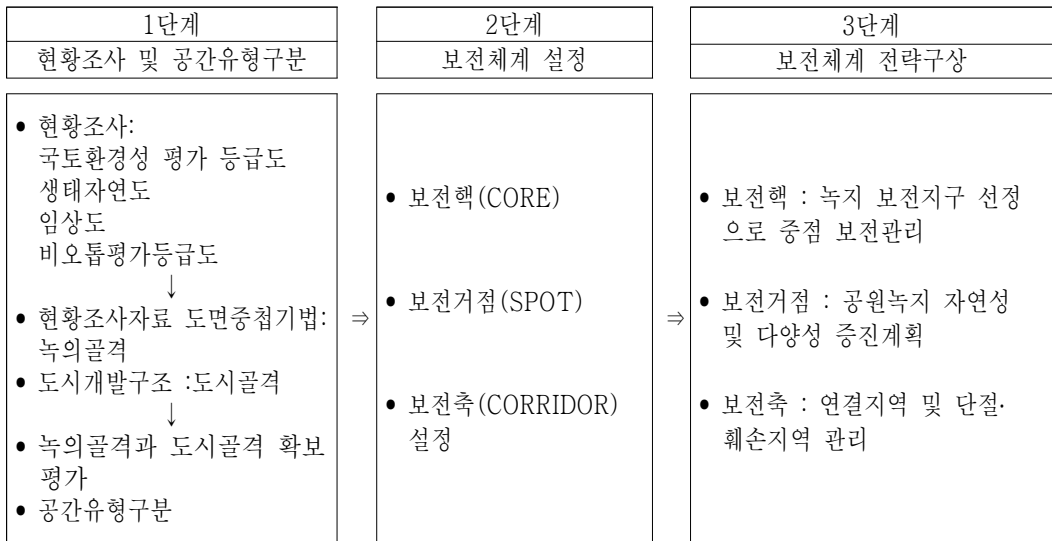 1단계
현황조사 및 공간유형구분
• 현황조사:
국토환경성 평가 등급도
생태자연도
임상도
비오톱평가등급도
↓
• 현황조사자료 도면중첩기법:
녹의골격
• 도시개발구조 :도시골격
↓
• 녹의골격과 도시골격 확보
평가
• 공간유형구분
⇒
2단계
보전체계 설정
• 보전핵(CORE)
• 보전거점(SPOT)
• 보전축(CORRIDOR)
설정
⇒
3단계
보전체계 전략구상
• 보전핵 : 녹지 보전지구 선정
으로 중점 보전관리
• 보전거점 : 공원녹지 자연성
및 다양성 증진계획
• 보전축 : 연결지역 및 단절·
훼손지역 관리